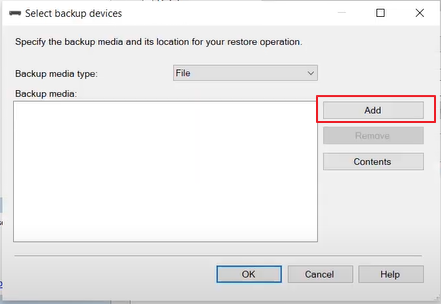 Select backup devices
Specify the backup media and its location for your restore operation.
Backup media type:
File
Backup media:
Add
Remove
Contents
OK
Cancel
Help